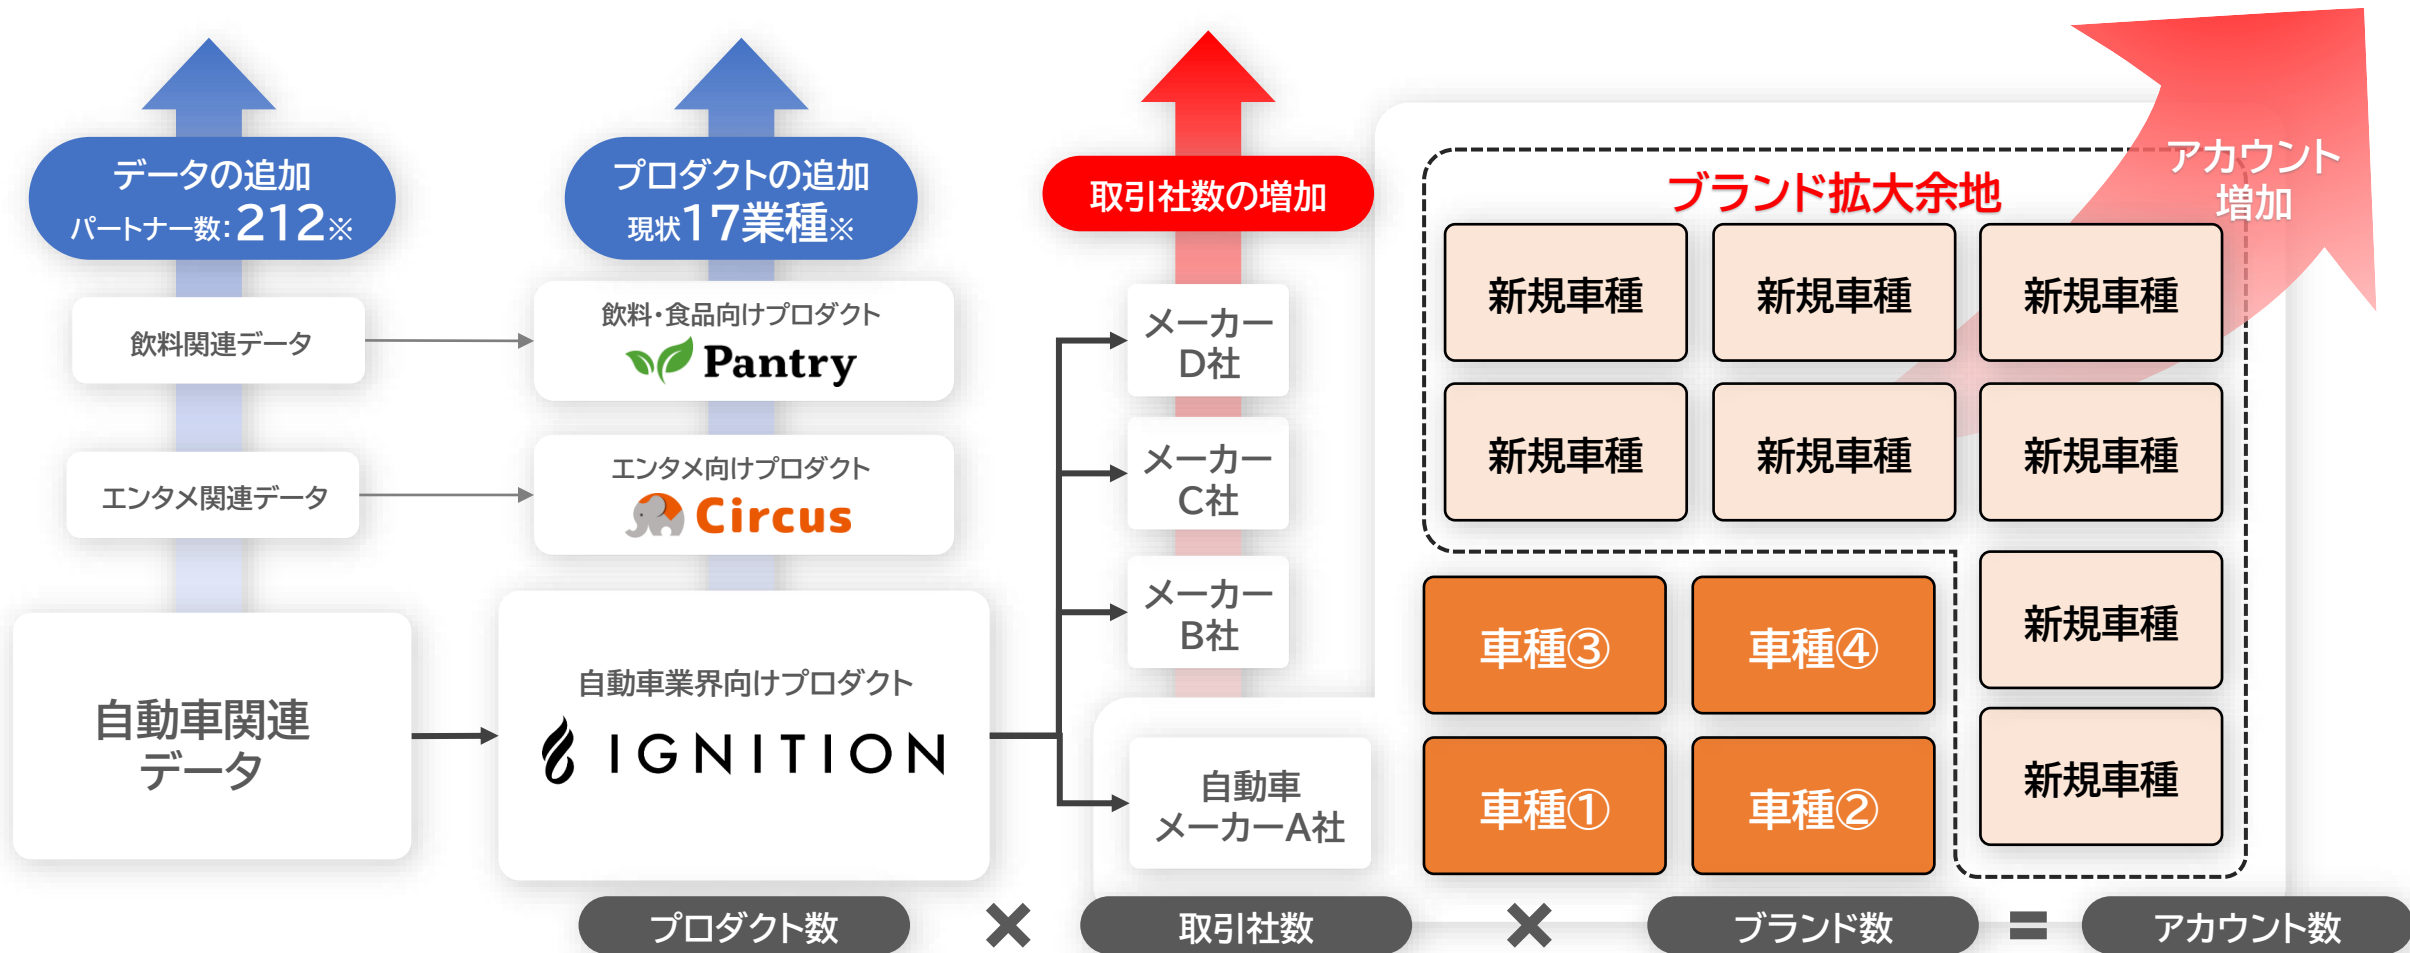 データの追加
パートナー数：212※
飲料関連データ
エンタメ関連データ
自動車関連
データ
プロダクトの追加
現状17業種※
飲料・食品向けプロダクト
Pantry
エンタメ向けプロダクト
Circus
自動車業界向けプロダクト
IGNITION
取引社数の増加
メーカー
D社
メーカー
C社
メーカー
B社
自動車
メーカーA社
アカウント
増加
ブランド拡大余地
新規車種
新規車種
新規車種
新規車種
新規車種
新規車種
車種③
車種④
新規車種
車種①
車種②
新規車種
プロダクト数
×
取引社数
×
ブランド数
=
アカウント数